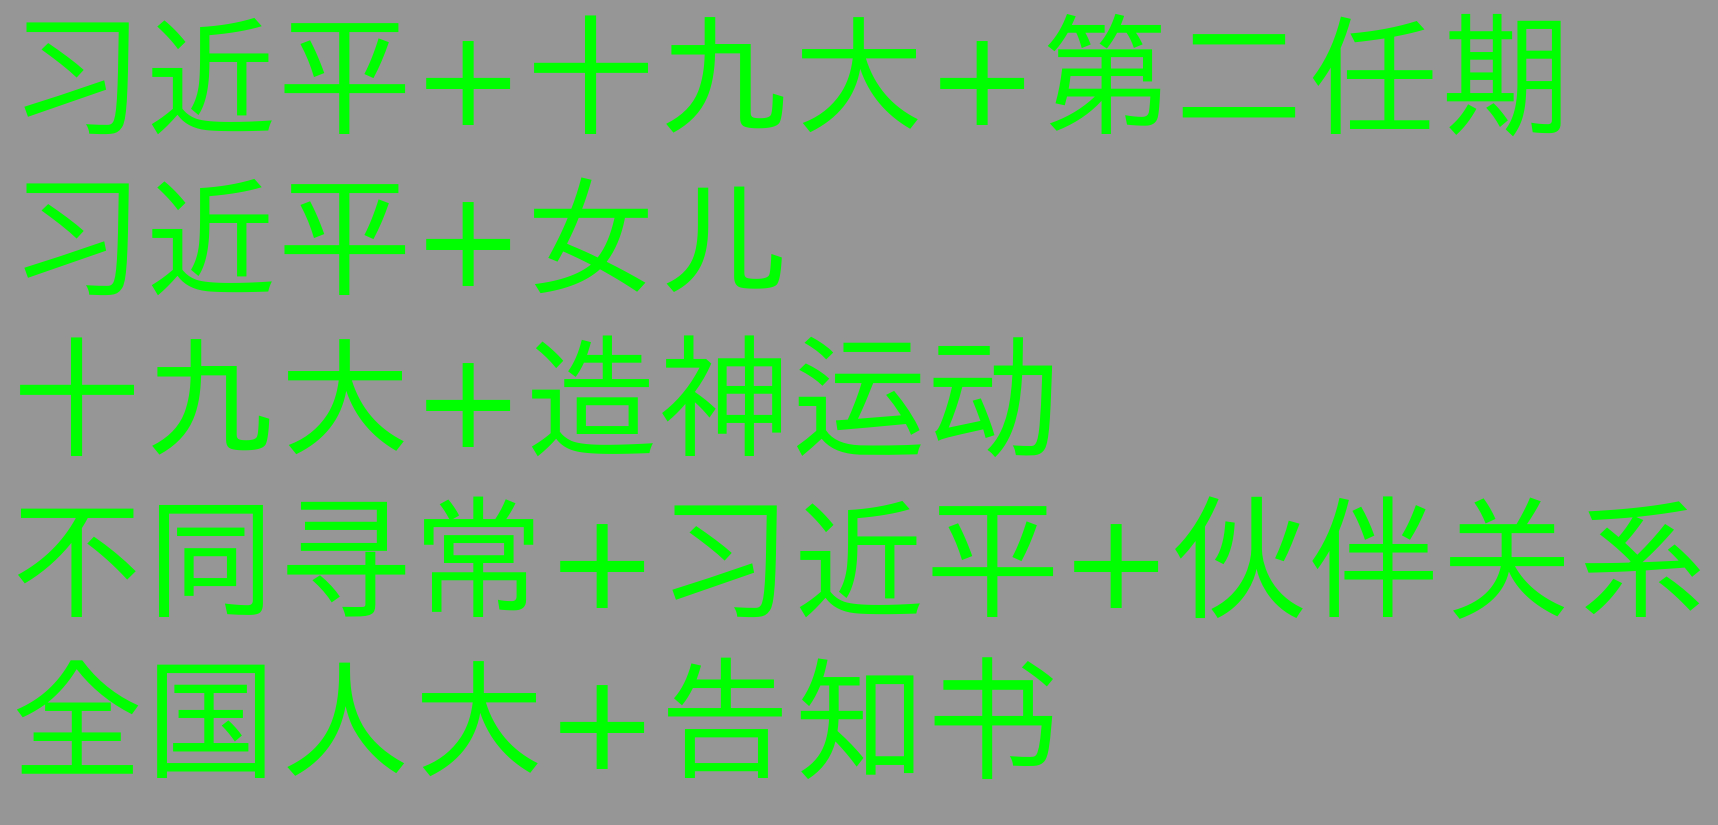 习近平+十九大+第二任期
习近平+女儿
十九大+造神运动
不同寻常+习近平+伙伴关系
全国人大+告知书